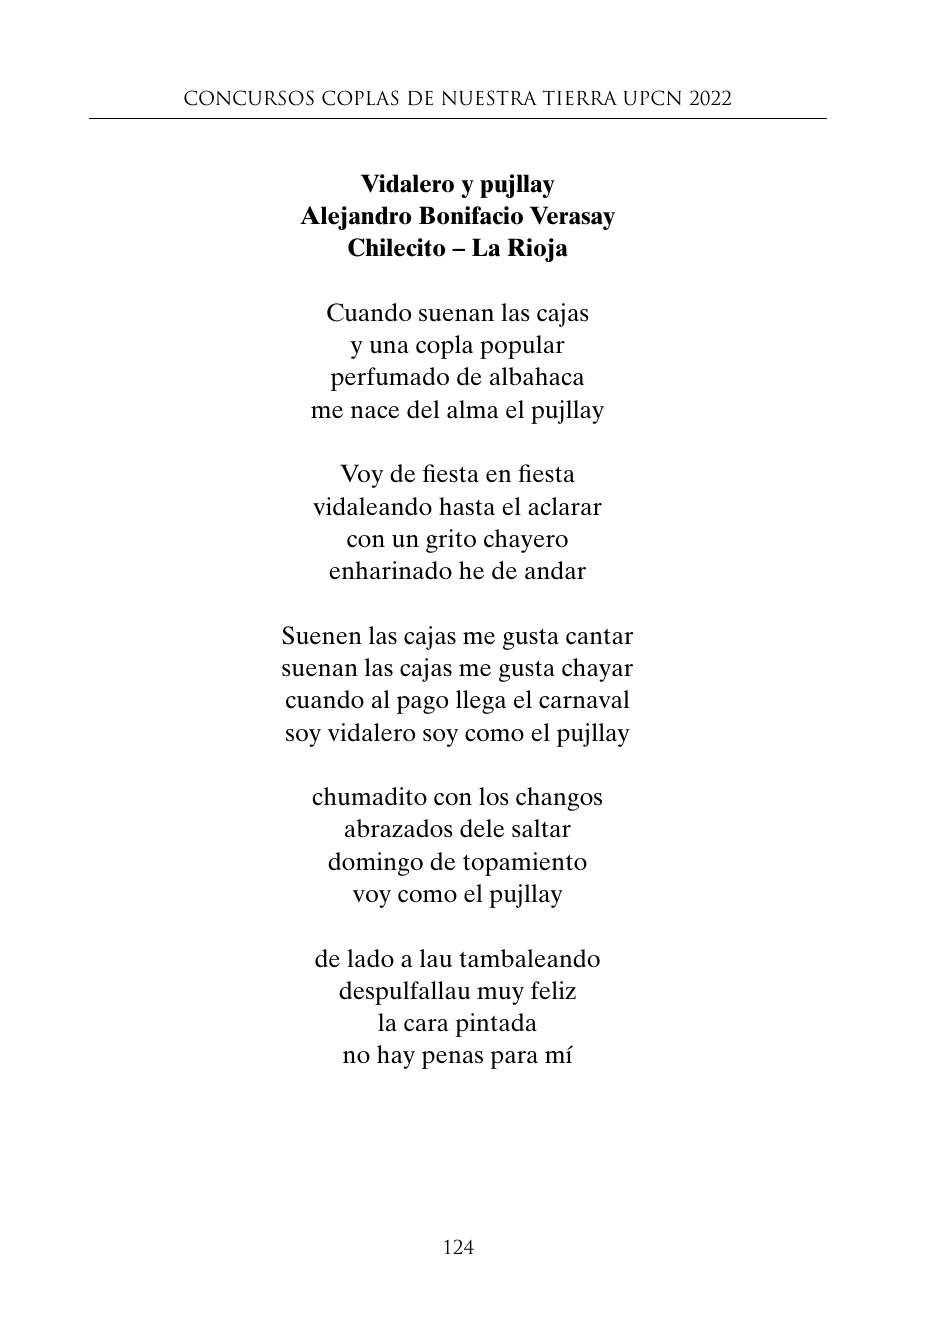 CONCURSOS COPLAS DE NUESTRA TIERRA UPCN 2022
Vidalero y pujllay
Alejandro Bonifacio Verasay
Chilecito – La Rioja
Cuando suenan las cajas
y una copla popular
perfumado de albahaca
me nace del alma el pujllay
Voy de fiesta en fiesta
vidaleando hasta el aclarar
con un grito chayero
enharinado he de andar
Suenen las cajas me gusta cantar
suenan las cajas me gusta chayar
cuando al pago llega el carnaval
soy vidalero soy como el pujllay
chumadito con los changos
abrazados dele saltar
domingo de topamiento
voy como el pujllay
de lado a lau tambaleando
despulfallau muy feliz
la cara pintada
no hay penas para mí
124